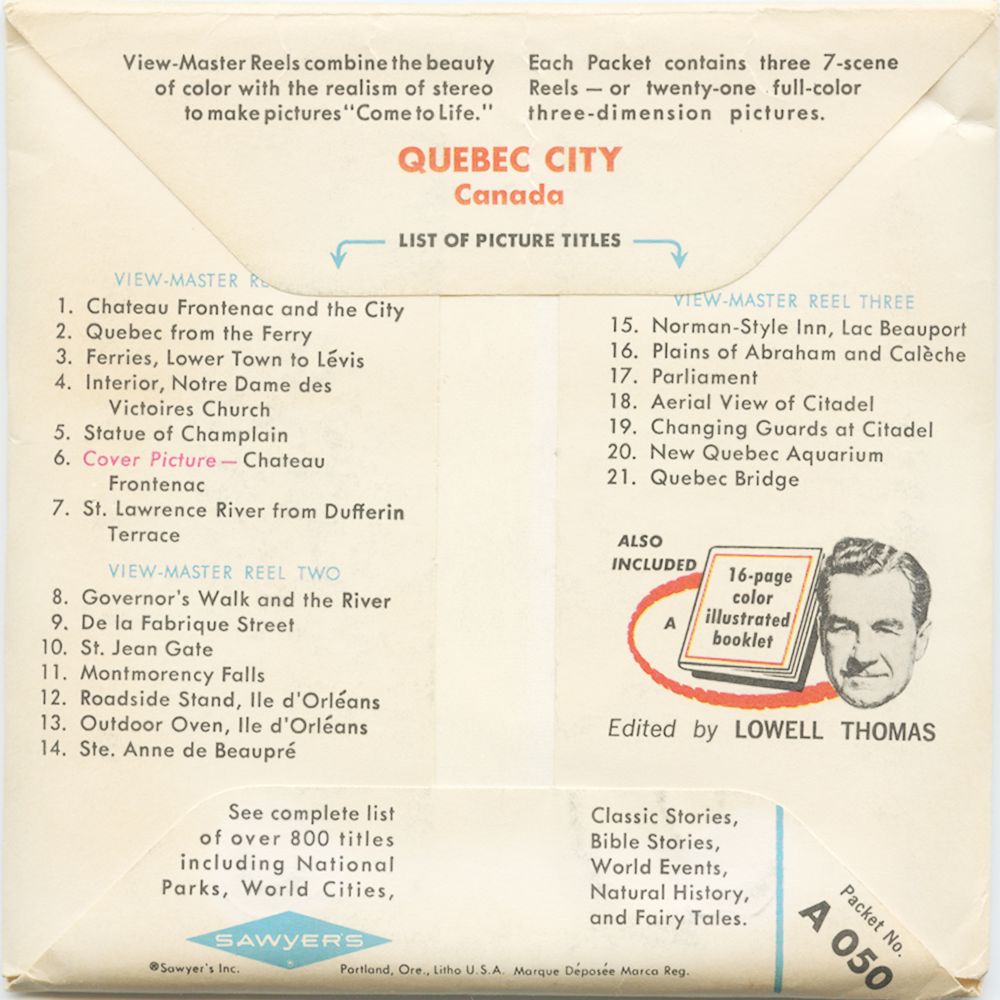 View-Master Reels combine the beauty
of color with the realism of stereo
to make pictures "Come to Life."
Each Packet contains three 7-scene
Reels — or twenty-one full-color
three-dimension pictures.
QUEBEC CITY
Canada
LIST OF PICTURE TITLES
VIEW-MASTER
1. Chateau Frontenac and the City
2. Quebec from the Ferry
3. Ferries, Lower Town to Lévis
4. Interior, Notre Dame des
Victoires Church
5. Statue of Champlain
6. Cover Picture — Chateau
Frontenac
7. St. Lawrence River from Dufferin
Terrace
VIEW-MASTER REEL TWO
8. Governor's Walk and the River
9. De la Fabrique Street
10. St. Jean Gate
11. Montmorency Falls
12. Roadside Stand, Ile d'Orléans
13. Outdoor Oven, Ile d'Orléans
14. Ste. Anne de Beaupré
VIEW-MASTER REEL THREE
15. Norman-Style Inn, Lac Beauport
16. Plains of Abraham and Calèche
17. Parliament
18. Aerial View of Citadel
19. Changing Guards at Citadel
20. New Quebec Aquarium
21. Quebec Bridge
ALSO
INCLUDED
A
16-page
color
illustrated
booklet
Edited by LOWELL THOMAS
See complete list
of over 800 titles
including National
Parks, World Cities,
Classic Stories,
Bible Stories,
World Events,
Natural History,
and Fairy Tales.
SAWYER'S
®Sawyer's Inc.
Portland, Ore., Litho U.S.A. Marque Déposée Marca Reg.
Packet No.
A 050